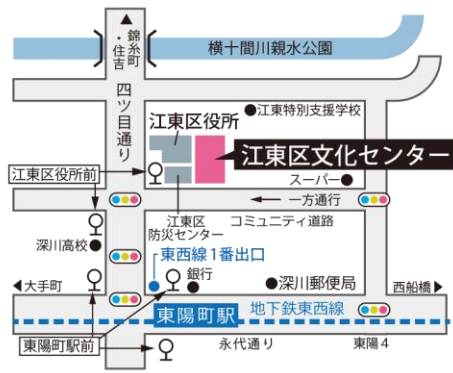 錦糸町
・住吉
横十間川親水公園
四ツ目通り
江東特別支援学校
江東区役所
江東区文化センター
スーパー
江東区役所前
一方通行
江東区
防災センター
コミュニティ道路
深川高校
東西線1番出口
銀行
深川郵便局
大手町
西船橋
東陽町駅
地下鉄東西線
東陽町駅前
永代通り
東陽4